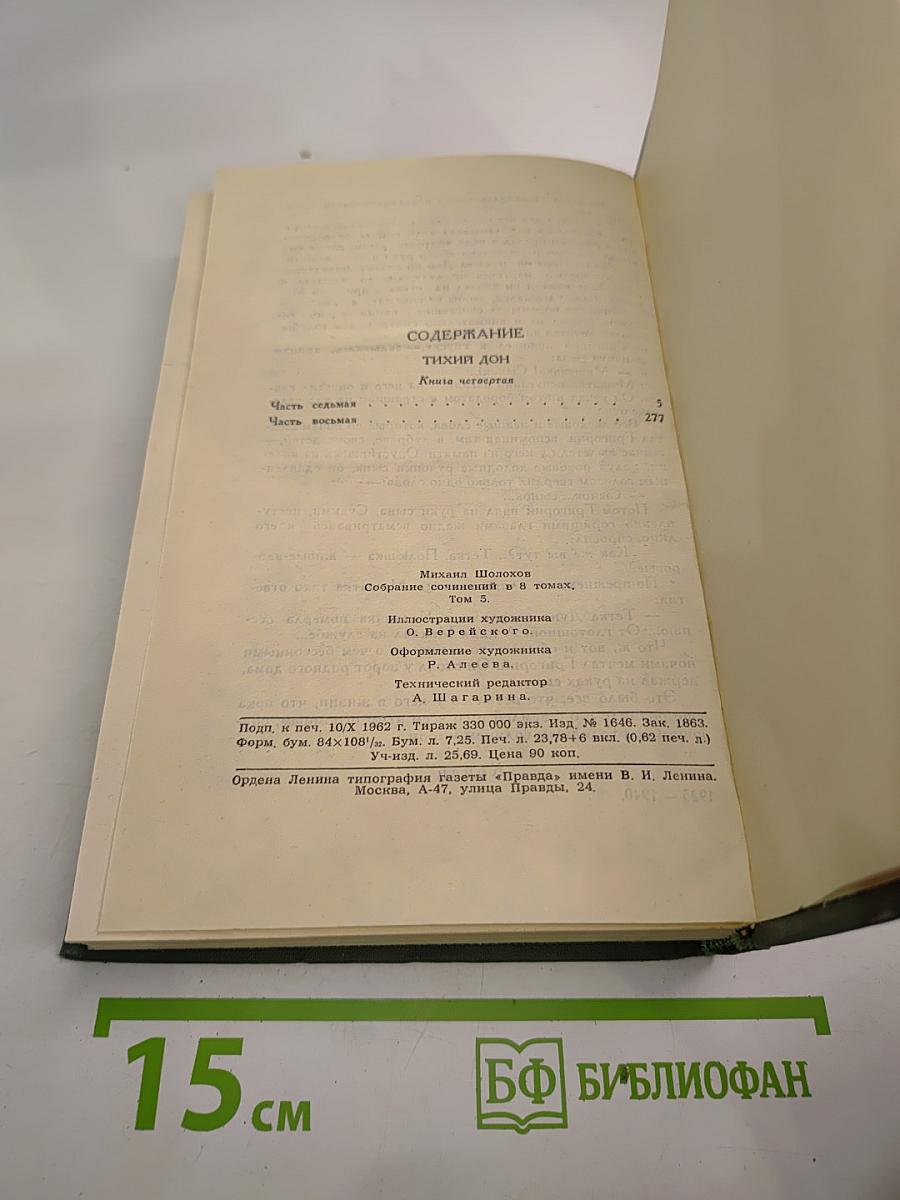 СОДЕРЖАНИЕ
ТИХИЙ ДОН
Книга четвертая
Часть седьмая . . . . . . . . . . . . . . . . . 5
Часть восьмая . . . . . . . . . . . . . . . . . 277
Михаил Шолохов
Собрание сочинений в 8 томах.
Том 5.
Иллюстрации художника
О. Верейского.
Оформление художника
Р. Алеева.
Технический редактор
А. Шагарина.
Подп. к печ. 10/X 1962 г. Тираж 330 000 экз. Изд. № 1646. Зак. 1863.
Форм. бум. 84×108¹/₃₂. Бум. л. 7,25. Печ. л. 23,78+6 вкл. (0,62 печ. л.)
Уч-изд. л. 25,69. Цена 90 коп.
Ордена Ленина типография газеты «Правда» имени В. И. Ленина.
Москва, А-47, улица Правды, 24.
15 см
БФ БИБЛИОФАН